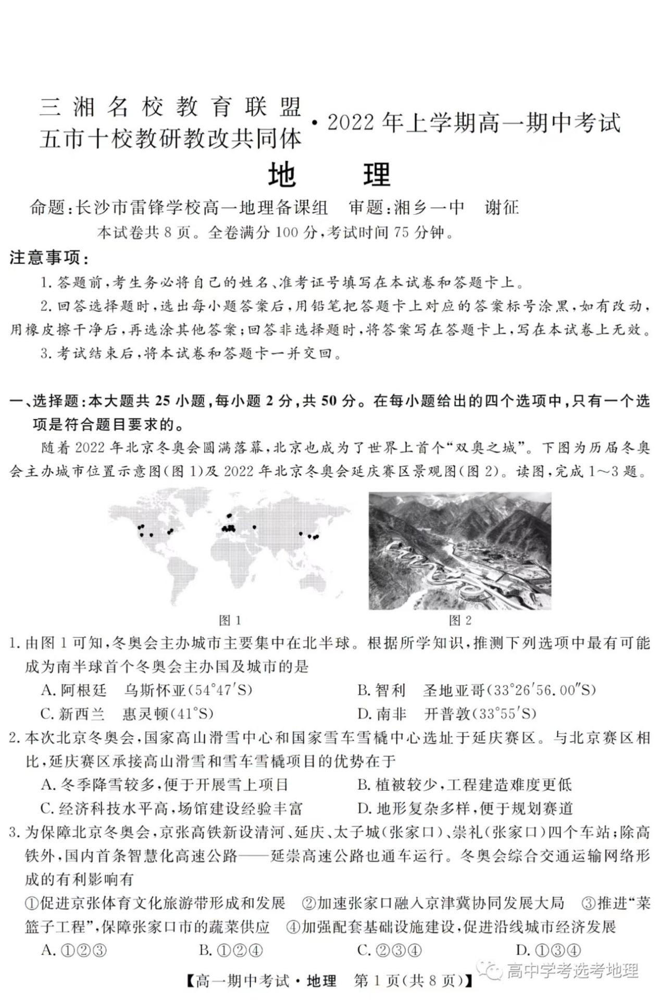 三湘名校教育联盟
五市十校教研教改共同体
·2022年上学期高一期中考试
地 理
命题:长沙市雷锋学校高一地理备课组 审题:湘乡一中 谢征
本试卷共8页。全卷满分100分,考试时间75分钟。
注意事项:
1.答题前,考生务必将自己的姓名、准考证号填写在本试卷和答题卡上。
2.回答选择题时,选出每小题答案后,用铅笔把答题卡上对应的答案标号涂黑,如有改动,
用橡皮擦干净后,再选涂其他答案;回答非选择题时,将答案写在答题卡上,写在本试卷上无效。
3.考试结束后,将本试卷和答题卡一并交回。
一、选择题:本大题共25小题,每小题2分,共50分。在每小题给出的四个选项中,只有一个选
项是符合题目要求的。
随着2022年北京冬奥会圆满落幕,北京也成为了世界上首个“双奥之城”。下图为历届冬奥
会主办城市位置示意图(图1)及2022年北京冬奥会延庆赛区景观图(图2)。读图,完成1~3题。
图1
图2
1.由图1可知,冬奥会主办城市主要集中在北半球。根据所学知识,推测下列选项中最有可能
成为南半球首个冬奥会主办国及城市的是
A.阿根廷 乌斯怀亚(54°47′S) B.智利 圣地亚哥(33°26′56.00″S)
C.新西兰 惠灵顿(41°S) D.南非 开普敦(33°55′S)
2.本次北京冬奥会,国家高山滑雪中心和国家雪车雪橇中心选址于延庆赛区。与北京赛区相
比,延庆赛区承接高山滑雪和雪车雪橇项目的优势在于
A.冬季降雪较多,便于开展雪上项目 B.植被较少,工程建造难度更低
C.经济科技水平高,场馆建设经验丰富 D.地形复杂多样,便于规划赛道
3.为保障北京冬奥会,京张高铁新设清河、延庆、太子城(张家口)、崇礼(张家口)四个车站;除高
铁外,国内首条智慧化高速公路——延崇高速公路也通车运行。冬奥会综合交通运输网络形
成的有利影响有
①促进京张体育文化旅游带形成和发展 ②加速张家口融入京津冀协同发展大局 ③推进“菜
篮子工程”,保障张家口市的蔬菜供应 ④加强配套基础设施建设,促进沿线城市经济发展
A.①②③ B.①②④ C.②③④ D.①③④
【高一期中考试·地理 第1页(共8页)】
高中学考选考地理